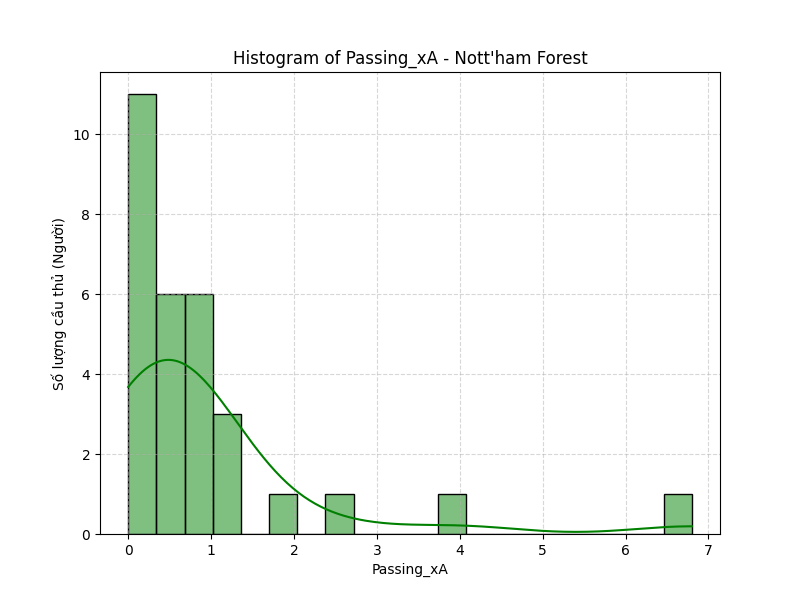 Histogram of Passing_xA - Nott'ham Forest
Số lượng cầu thủ (Người)
10
8
6
4
2
0
0 1 2 3 4 5 6 7
Passing_xA